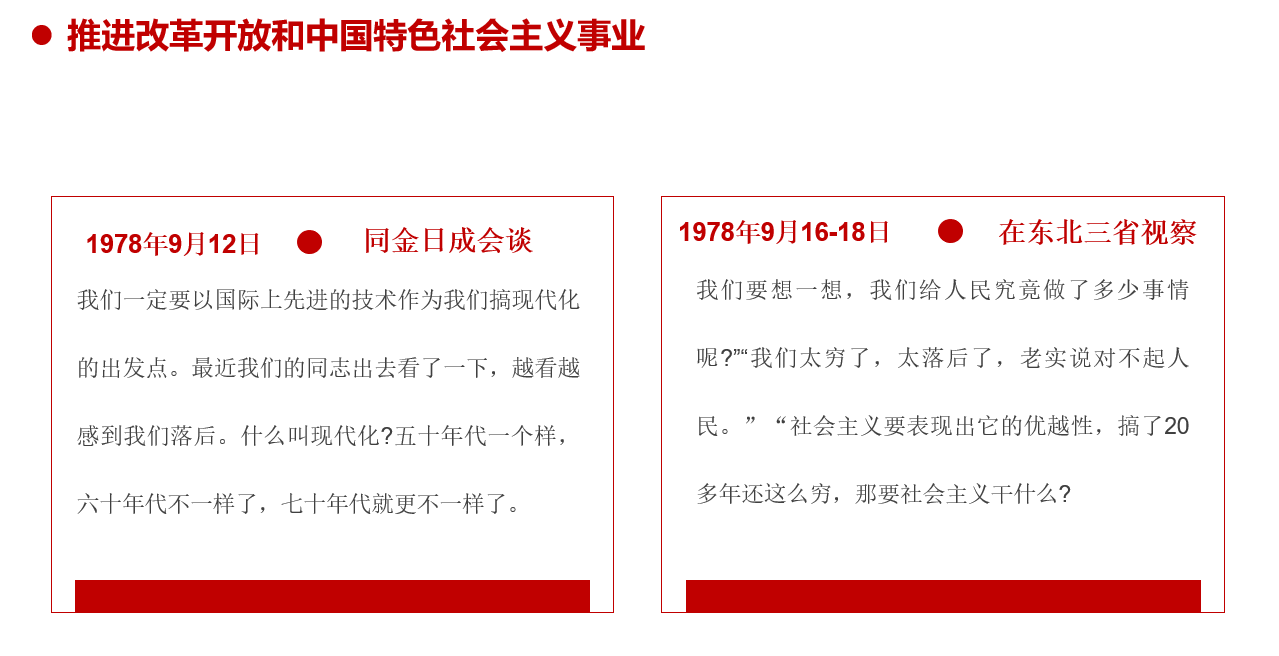 推进改革开放和中国特色社会主义事业
1978年9月12日
同金日成会谈
我们一定要以国际上先进的技术作为我们搞现代化
的出发点。最近我们的同志出去看了一下，越看越
感到我们落后。什么叫现代化?五十年代一个样，
六十年代不一样了，七十年代就更不一样了。
1978年9月16-18日
在东北三省视察
我们要想一想，我们给人民究竟做了多少事情
呢?”“我们太穷了，太落后了，老实说对不起人
民。”“社会主义要表现出它的优越性，搞了20
多年还这么穷，那要社会主义干什么?